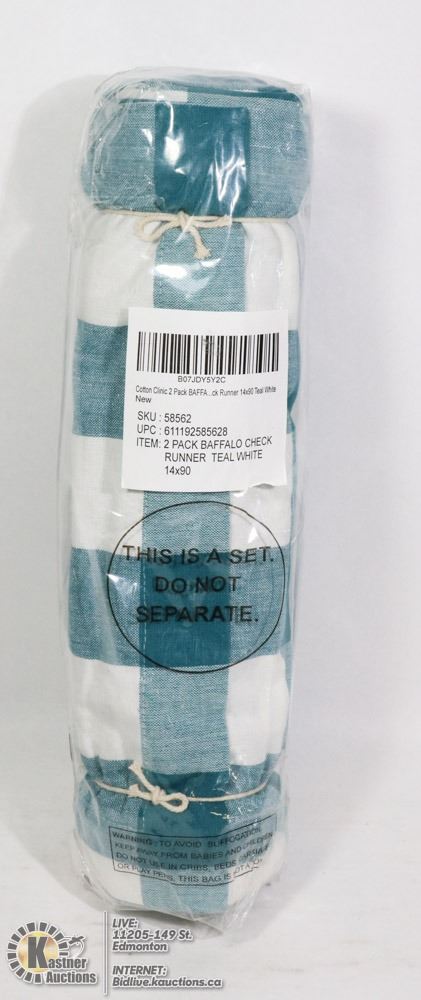 B07JDY5Y2C
Cotton Clinic 2 Pack BAFFA...ck Runner 14x90 Teal White
New
SKU : 58562
UPC : 611192585628
ITEM: 2 PACK BAFFALO CHECK
RUNNER TEAL WHITE
14x90
THIS IS A SET.
DO NOT
SEPARATE.
WARNING : TO AVOID SUFFOCATION
KEEP AWAY FROM BABIES AND CHILDREN
DO NOT USE IN CRIBS, BEDS
OR PLAY PENS, THIS BAG IS NOT A
Kastner
Auctions
LIVE:
11205-149 St.
Edmonton
INTERNET:
Bidlive.kauctions.ca